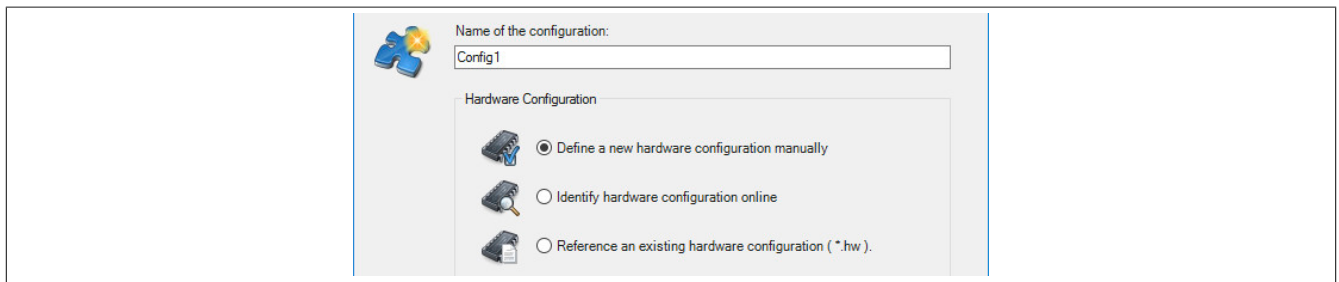 Name of the configuration:
Config1
Hardware Configuration
Define a new hardware configuration manually
Identify hardware configuration online
Reference an existing hardware configuration ( *.hw ).